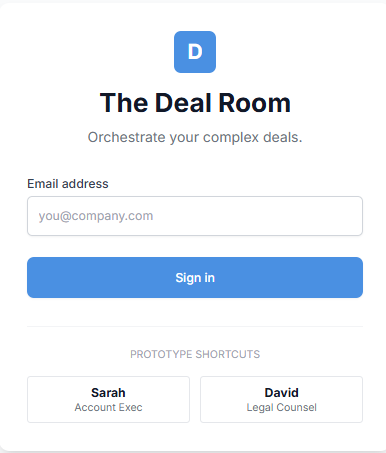 D
The Deal Room
Orchestrate your complex deals.
Email address
you@company.com
Sign in
PROTOTYPE SHORTCUTS
Sarah
Account Exec
David
Legal Counsel